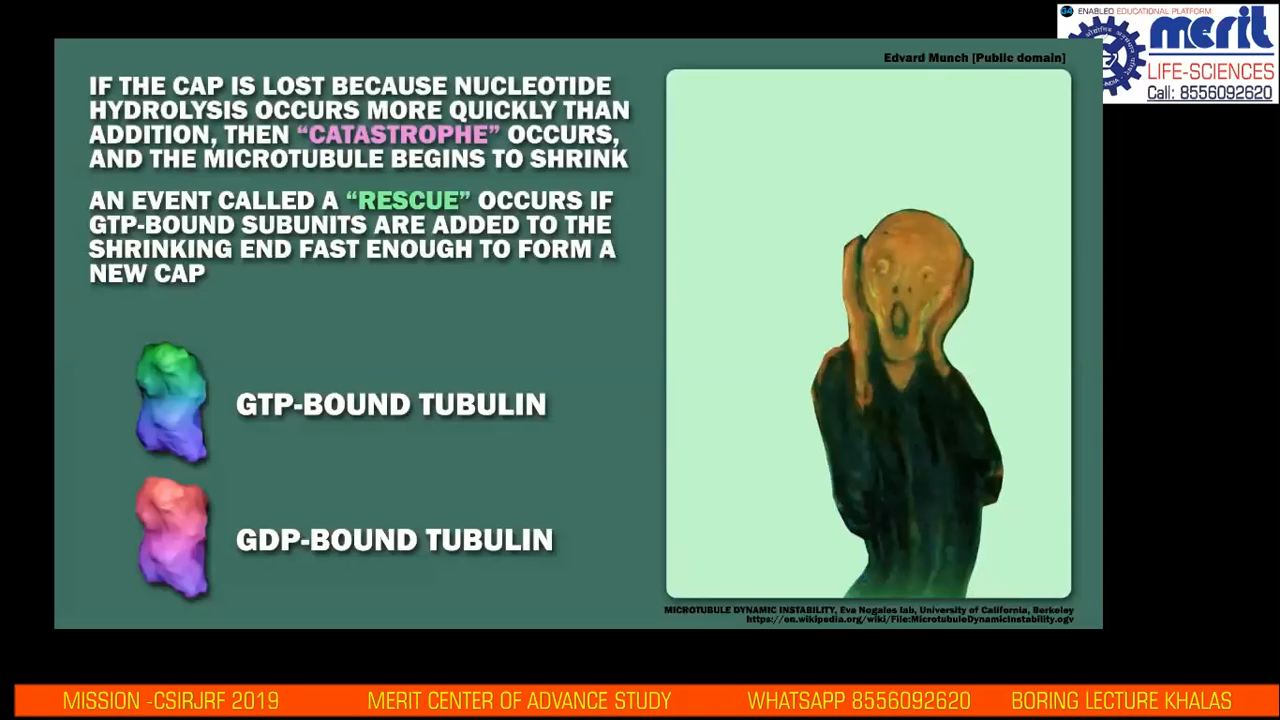 ENABLED EDUCATIONAL PLATFORM
merit
LIFE-SCIENCES
Call: 8556092620
Edvard Munch [Public domain]
IF THE CAP IS LOST BECAUSE NUCLEOTIDE
HYDROLYSIS OCCURS MORE QUICKLY THAN
ADDITION, THEN “CATASTROPHE” OCCURS,
AND THE MICROTUBULE BEGINS TO SHRINK
AN EVENT CALLED A “RESCUE” OCCURS IF
GTP-BOUND SUBUNITS ARE ADDED TO THE
SHRINKING END FAST ENOUGH TO FORM A
NEW CAP
GTP-BOUND TUBULIN
GDP-BOUND TUBULIN
MICROTUBULE DYNAMIC INSTABILITY, Eva Nogales lab, University of California, Berkeley
https://en.wikipedia.org/wiki/File:MicrotubuleDynamicInstability.ogv
MISSION -CSIRJRF 2019 MERIT CENTER OF ADVANCE STUDY WHATSAPP 8556092620 BORING LECTURE KHALAS